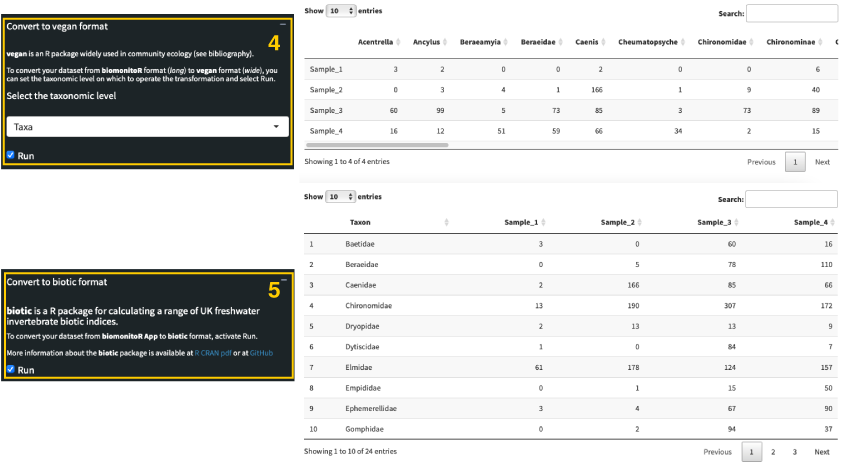 Convert to vegan format
4
vegan is an R package widely used in community ecology (see bibliography).
To convert your dataset from biomonitoR format (long) to vegan format (wide), you
can set the taxonomic level on which to operate the transformation and select Run.
Select the taxonomic level
Taxa
Run
Show 10 entries Search:
Acentrella Ancylus Beraeamyia Beraeidae Caenis Cheumatopsyche Chironomidae Chironominae C
Sample_1 3 2 0 0 2 0 0 6
Sample_2 0 3 4 1 166 1 9 40
Sample_3 60 99 5 73 85 3 73 89
Sample_4 16 12 51 59 66 34 2 15
Showing 1 to 4 of 4 entries Previous 1 Next
Convert to biotic format
5
biotic is a R package for calculating a range of UK freshwater
invertebrate biotic indices.
To convert your dataset from biomonitoR App to biotic format, activate Run.
More information about the biotic package is available at R CRAN pdf or at GitHub
Run
Show 10 entries Search:
Taxon Sample_1 Sample_2 Sample_3 Sample_4
1 Baetidae 3 0 60 16
2 Beraeidae 0 5 78 110
3 Caenidae 2 166 85 66
4 Chironomidae 13 190 307 172
5 Dryopidae 2 13 13 9
6 Dytiscidae 1 0 84 7
7 Elmidae 61 178 124 157
8 Empididae 0 1 15 50
9 Ephemerellidae 3 4 67 90
10 Gomphidae 0 2 94 37
Showing 1 to 10 of 24 entries Previous 1 2 3 Next